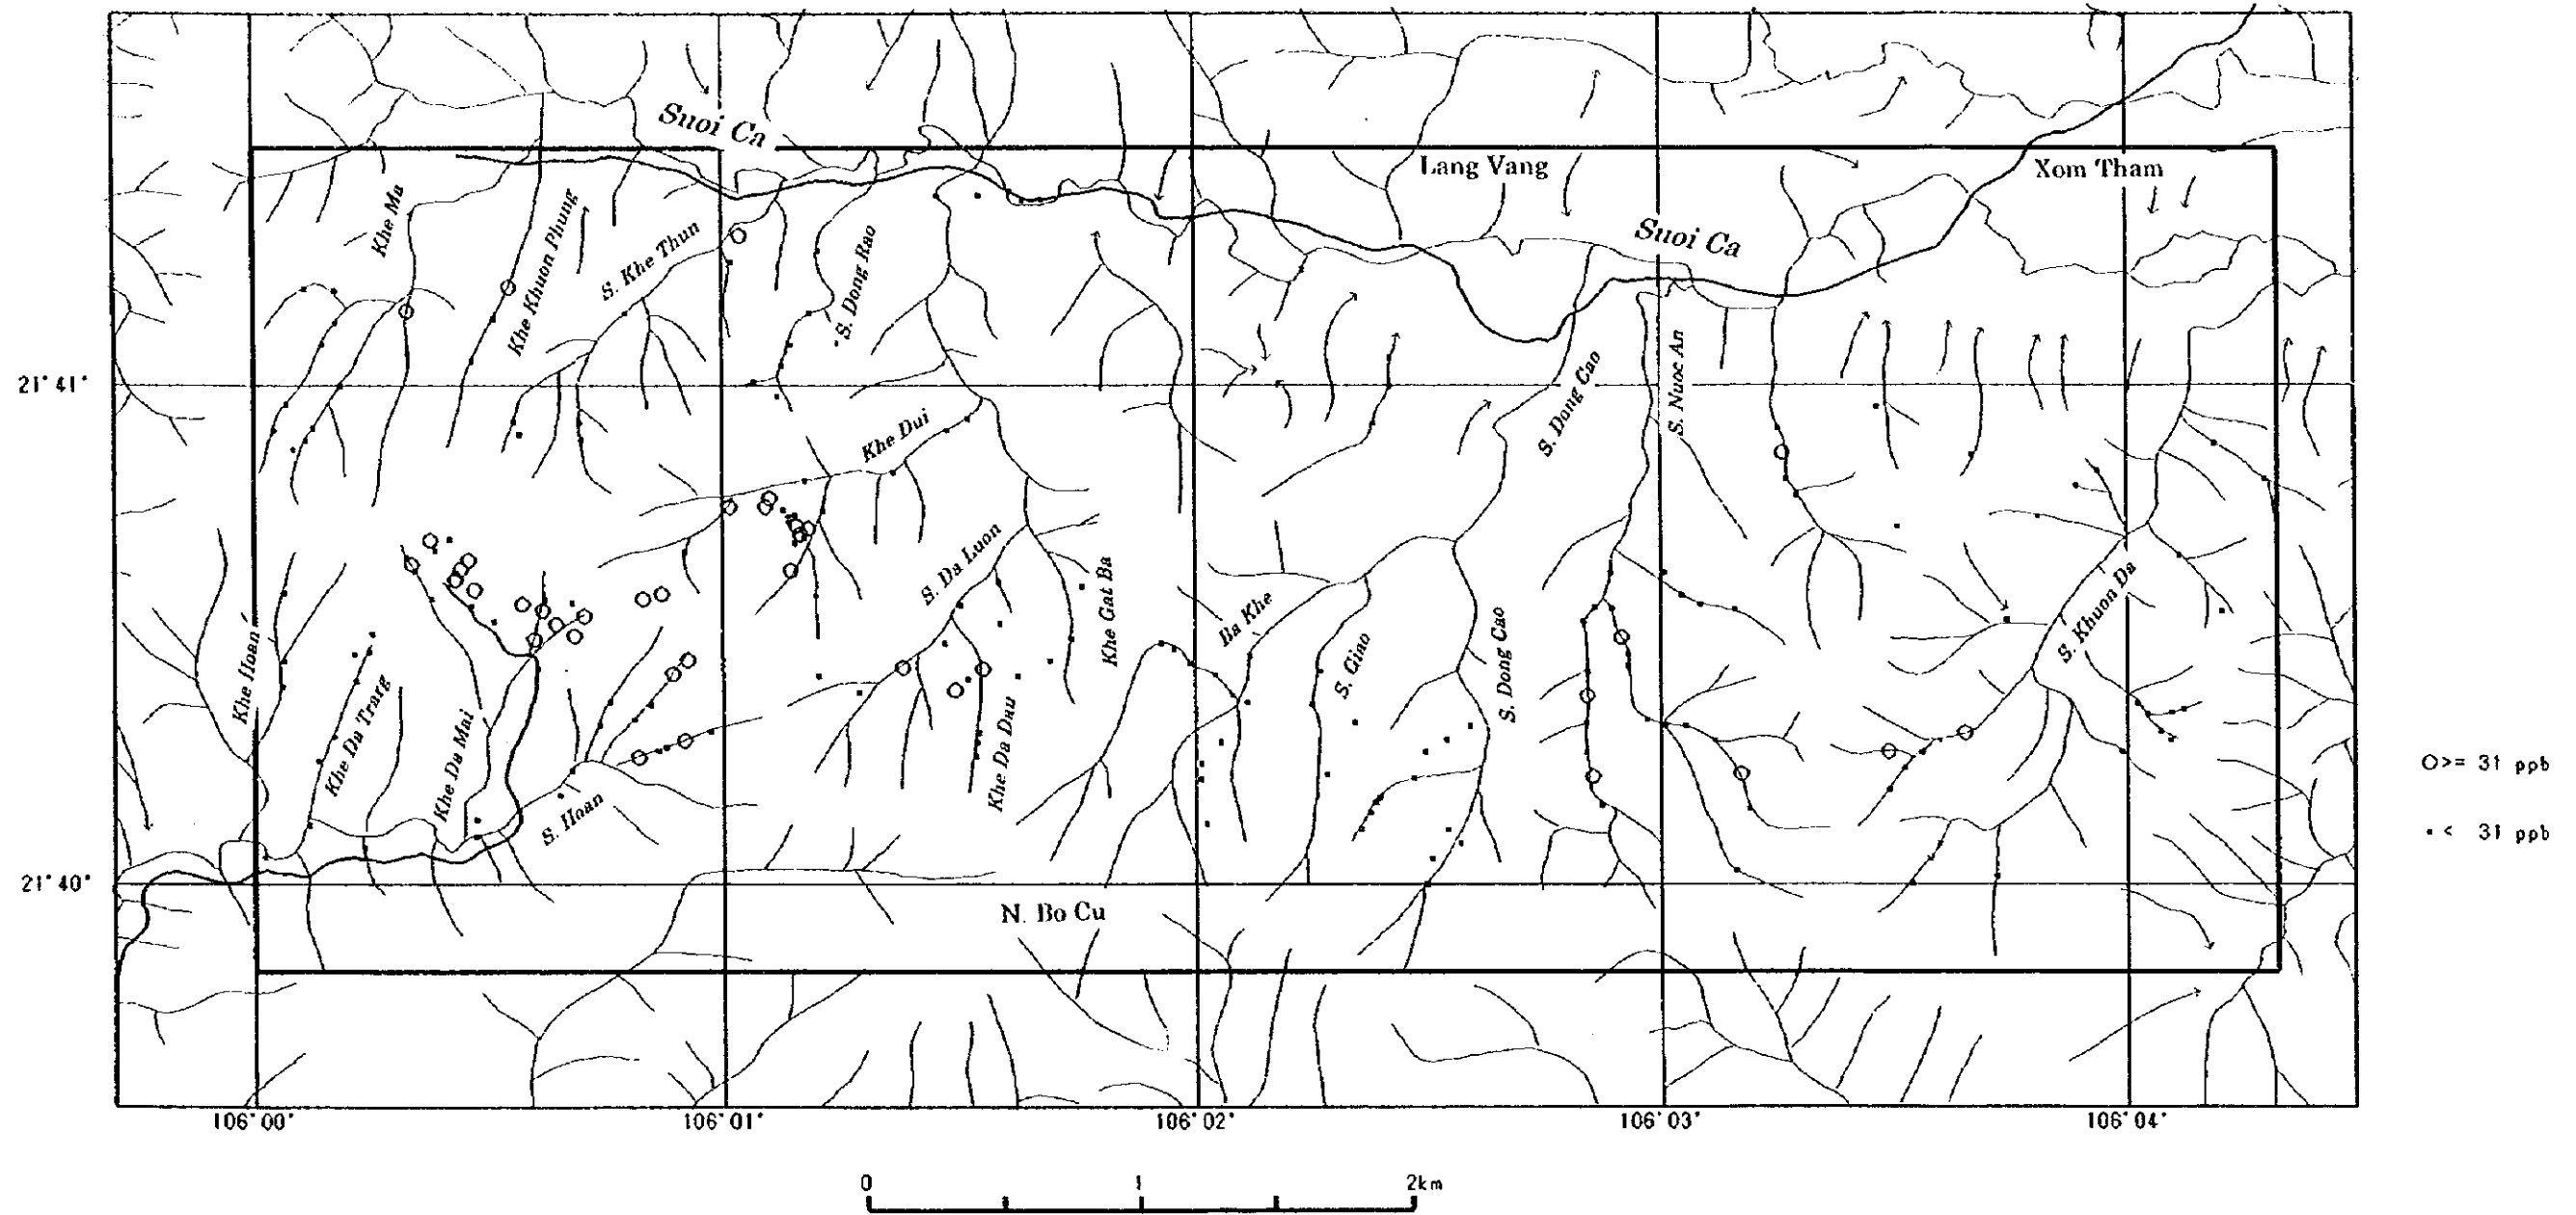 Suoi Ca
Lang Vang
Xom Tham
Khe Ma
Khe Khuon Phung
S. Khe Thun
S. Dong Rao
Suoi Ca
21°41'
S. Dong Cao
S. Nuoc An
Khe Dui
S. Da Luon
Khe Gat Ba
Ba Khe
S. Giao
S. Dong Cao
S. Khuon Da
Khe Hoan
Khe Da Trang
Khe Da Mai
S. Hoan
Khe Da Dau
O>= 31 ppb
▪< 31 ppb
21°40'
N. Bo Cu
106°00'
106°01'
106°02'
106°03'
106°04'
0 1 2km